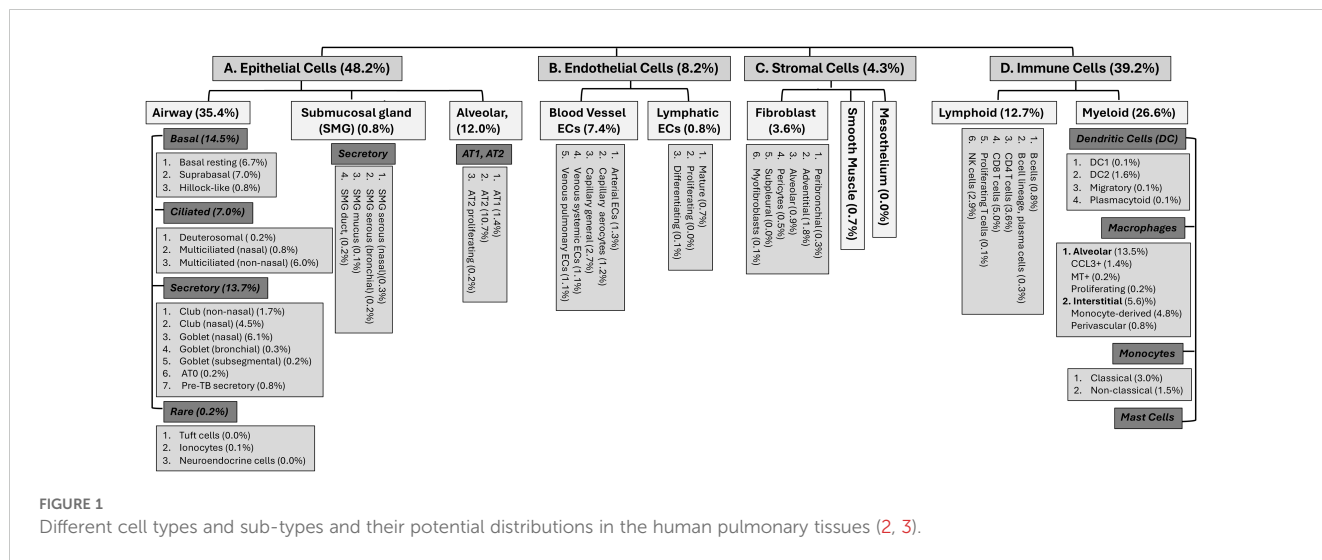 A. Epithelial Cells (48.2%)
B. Endothelial Cells (8.2%)
C. Stromal Cells (4.3%)
D. Immune Cells (39.2%)
Airway (35.4%)
Basal (14.5%)
1. Basal resting (6.7%)
2. Suprabasal (7.0%)
3. Hillock-like (0.8%)
Ciliated (7.0%)
1. Deuterosomal ( 0.2%)
2. Multiciliated (nasal) (0.8%)
3. Multiciliated (non-nasal) (6.0%)
Secretory (13.7%)
1. Club (non-nasal) (1.7%)
2. Club (nasal) (4.5%)
3. Goblet (nasal) (6.1%)
4. Goblet (bronchial) (0.3%)
5. Goblet (subsegmental) (0.2%)
6. AT0 (0.2%)
7. Pre-TB secretory (0.8%)
Rare (0.2%)
1. Tuft cells (0.0%)
2. Ionocytes (0.1%)
3. Neuroendocrine cells (0.0%)
Submucosal gland
(SMG) (0.8%)
Secretory
1. SMG serous (nasal)(0.3%)
2. SMG serous (bronchial) (0.2%)
3. SMG mucus (0.1%)
4. SMG duct, (0.2%)
Alveolar,
(12.0%)
AT1, AT2
1. AT1 (1.4%)
2. AT2 (10.7%)
3. AT2 proliferating (0.2%)
Blood Vessel
ECs (7.4%)
1. Arterial ECs (1.3%)
2. Capillary aerocytes (1.2%)
3. Capillary general (2.7%)
4. Venous systemic ECs (1.1%)
5. Venous pulmonary ECs (1.1%)
Lymphatic
ECs (0.8%)
1. Mature (0.7%)
2. Proliferating (0.0%)
3. Differentiating (0.1%)
Fibroblast
(3.6%)
1. Peribronchial (0.3%)
2. Adventitial (1.8%)
3. Alveolar (0.9%)
4. Pericytes (0.5%)
5. Subpleural (0.0%)
6. Myofibroblasts (0.1%)
Smooth Muscle (0.7%)
Mesothelium (0.0%)
Lymphoid (12.7%)
1. Bcells (0.8%)
2. Bcell lineage, plasma cells (0.3%)
3. CD4 T cells (3.6%)
4. CD8 T cells (5.0%)
5. Proliferating T cells (0.1%)
6. NK cells (2.9%)
Myeloid (26.6%)
Dendritic Cells (DC)
1. DC1 (0.1%)
2. DC2 (1.6%)
3. Migratory (0.1%)
4. Plasmacytoid (0.1%)
Macrophages
1. Alveolar (13.5%)
CCL3+ (1.4%)
MT+ (0.2%)
Proliferating (0.2%)
2. Interstitial (5.6)%)
Monocyte-derived (4.8%)
Perivascular (0.8%)
Monocytes
1. Classical (3.0%)
2. Non-classical (1.5%)
Mast Cells
FIGURE 1
Different cell types and sub-types and their potential distributions in the human pulmonary tissues (2, 3).